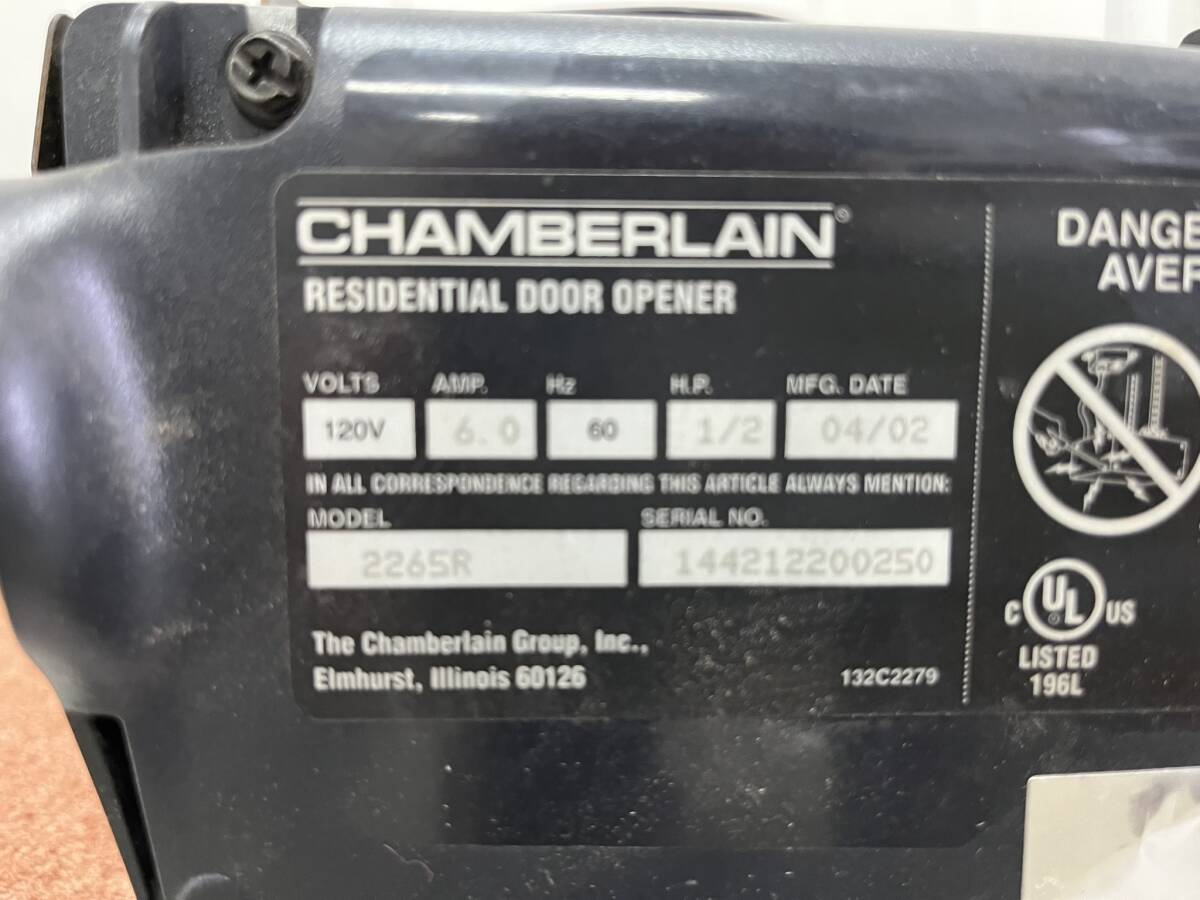 CHAMBERLAIN®
RESIDENTIAL DOOR OPENER
VOLTS AMP. Hz H.P. MFG. DATE
120V 6.0 60 1/2 04/02
IN ALL CORRESPONDENCE REGARDING THIS ARTICLE ALWAYS MENTION:
MODEL SERIAL NO.
2265R 144212200250
The Chamberlain Group, Inc.,
Elmhurst, Illinois 60126
132C2279
DANGE
AVER
C UL® US
LISTED
196L